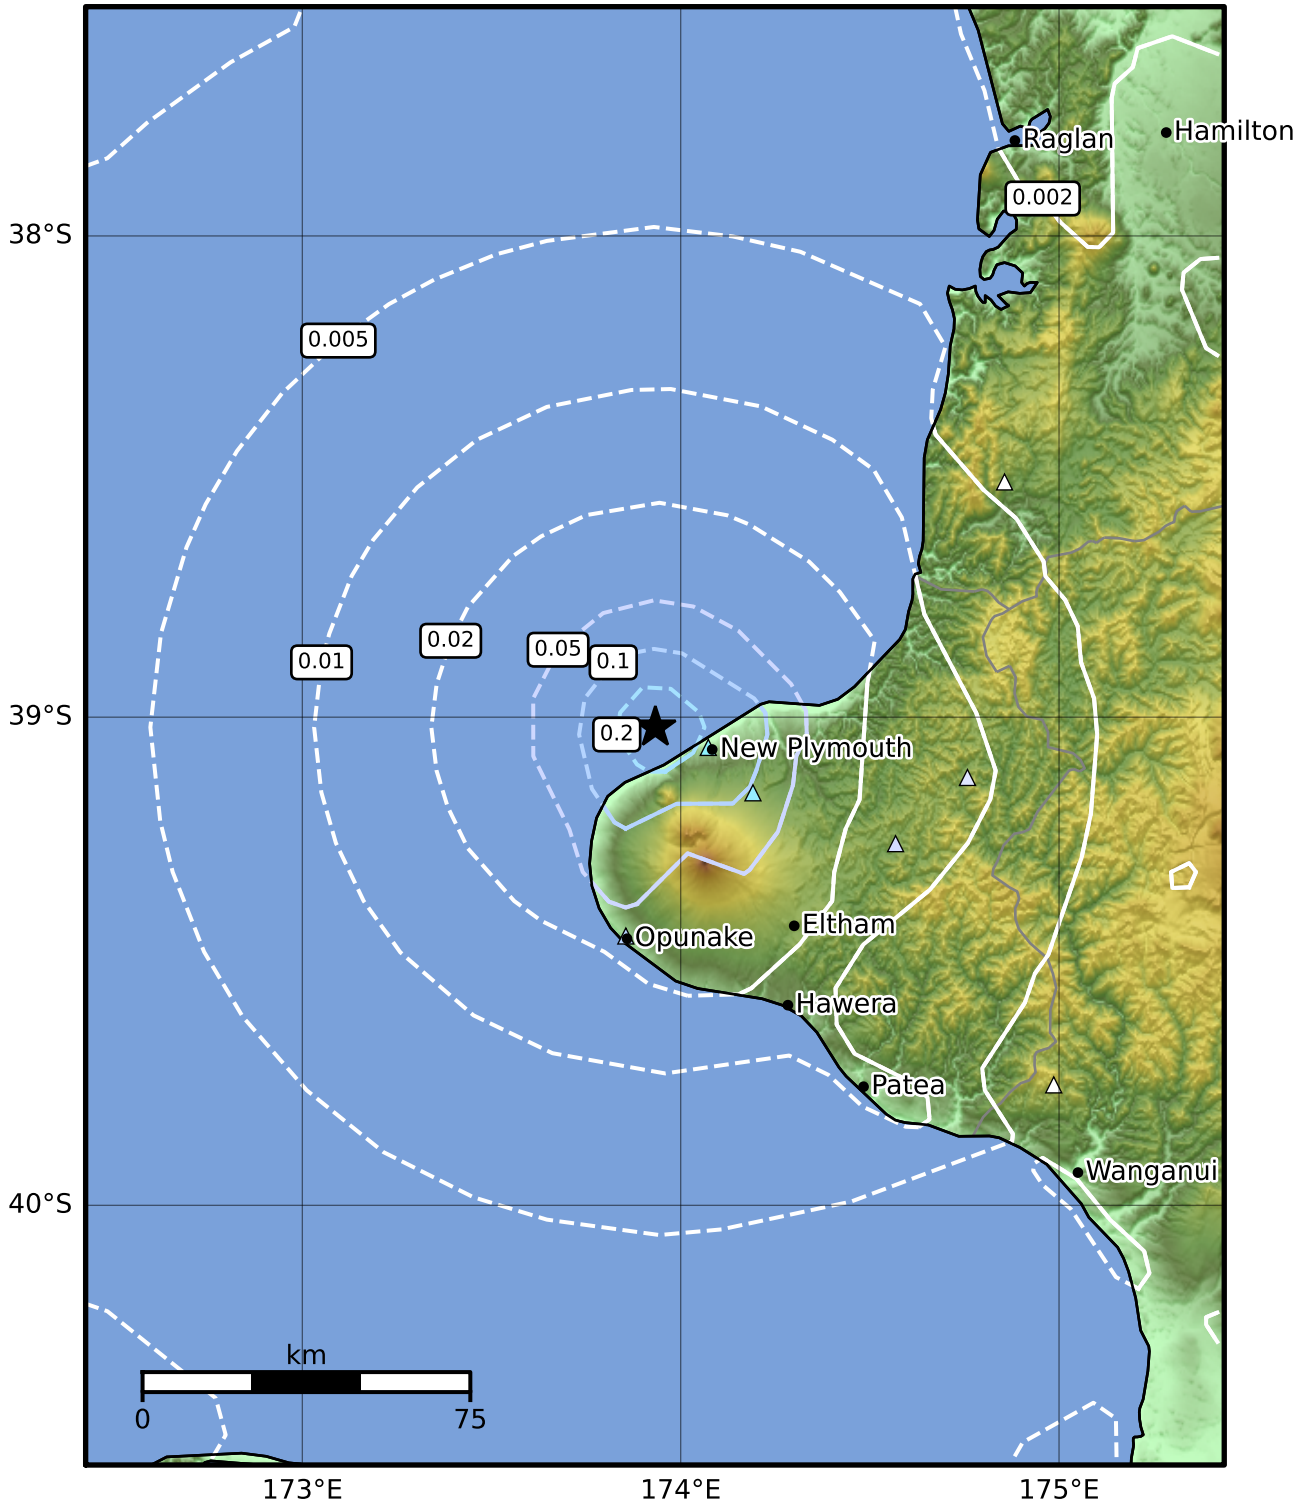 Hamilton
Raglan
0.002
38°S
0.005
0.02
0.05
0.1
0.01
39°S
0.2
New Plymouth
Eltham
Opunake
Hawera
Patea
Wanganui
40°S
km
0
75
173°E
174°E
175°E